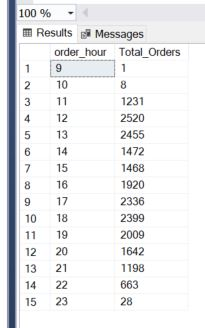 100 %
Results Messages
order_hour Total_Orders
1 9 1
2 10 8
3 11 1231
4 12 2520
5 13 2455
6 14 1472
7 15 1468
8 16 1920
9 17 2336
10 18 2399
11 19 2009
12 20 1642
13 21 1198
14 22 663
15 23 28